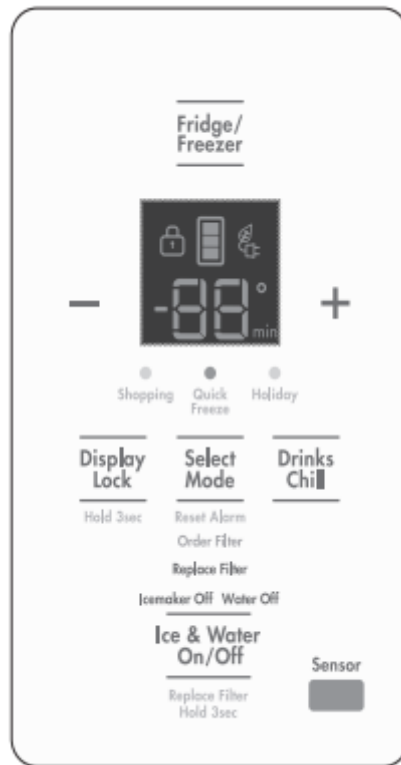 Fridge/
Freezer
-88° min
− +
Shopping Quick Freeze Holiday
Display Lock Select Mode Drinks Chill
Hold 3sec Reset Alarm
Order Filter
Replace Filter
Icemaker Off Water Off
Ice & Water
On/Off
Sensor
Replace Filter
Hold 3sec